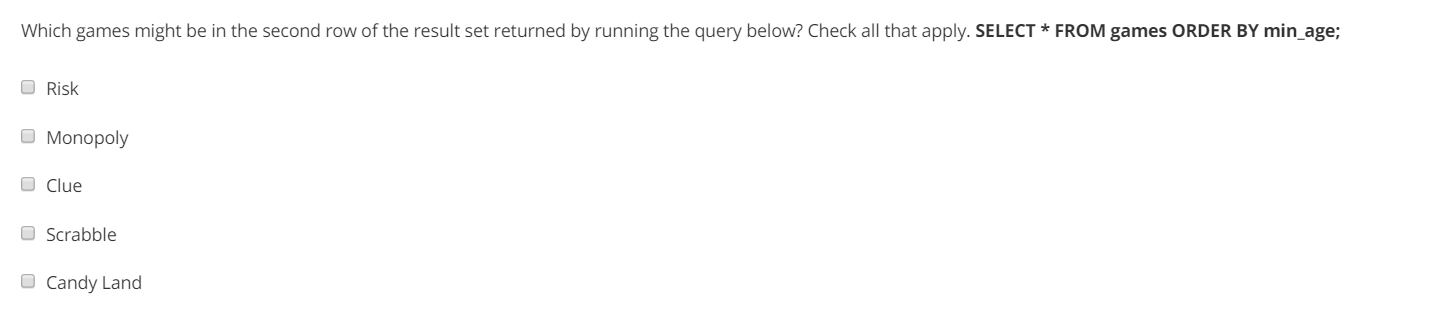 Which games might be in the second row of the result set returned by running the query below? Check all that apply. SELECT * FROM games ORDER BY min_age;
Risk
Monopoly
Clue
Scrabble
Candy Land